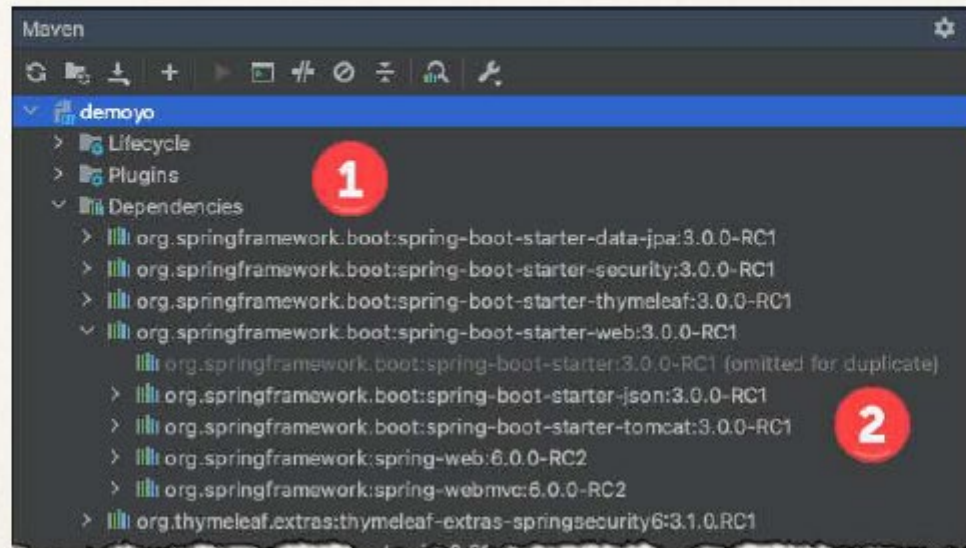 Maven
demoyo
Lifecycle
Plugins
1
Dependencies
org.springframework.boot:spring-boot-starter-data-jpa:3.0.0-RC1
org.springframework.boot:spring-boot-starter-security:3.0.0-RC1
org.springframework.boot:spring-boot-starter-thymeleaf:3.0.0-RC1
org.springframework.boot:spring-boot-starter-web:3.0.0-RC1
org.springframework.boot:spring-boot-starter:3.0.0-RC1 (omitted for duplicate)
org.springframework.boot:spring-boot-starter-json:3.0.0-RC1
org.springframework.boot:spring-boot-starter-tomcat:3.0.0-RC1
2
org.springframework:spring-web:6.0.0-RC2
org.springframework:spring-webmvc:6.0.0-RC2
org.thymeleaf.extras:thymeleaf-extras-springsecurity6:3.1.0.RC1